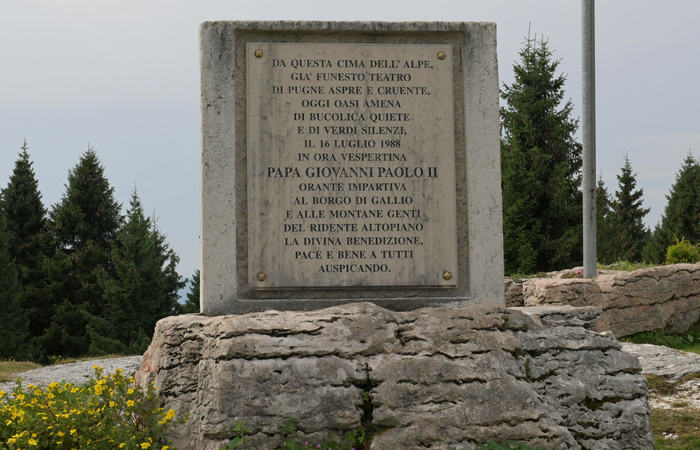 DA QUESTA CIMA DELL' ALPE,
GIA' FUNESTO TEATRO
DI PUGNE ASPRE E CRUENTE,
OGGI OASI AMENA
DI BUCOLICA QUIETE
E DI VERDI SILENZI,
IL 16 LUGLIO 1988
IN ORA VESPERTINA
PAPA GIOVANNI PAOLO II
ORANTE IMPARTIVA
AL BORGO DI GALLIO
E ALLE MONTANE GENTI
DEL RIDENTE ALTOPIANO
LA DIVINA BENEDIZIONE,
PACE E BENE A TUTTI
AUSPICANDO.